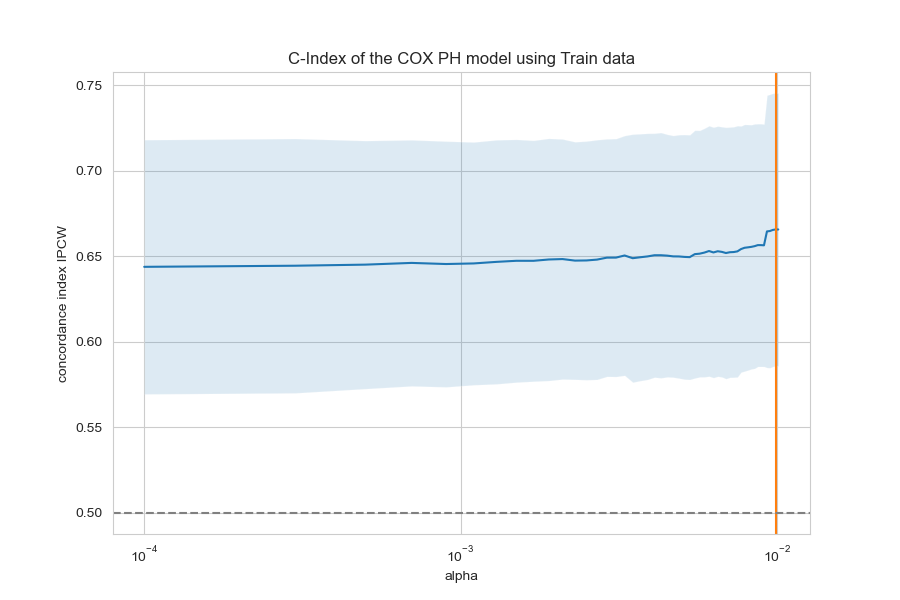 C-Index of the COX PH model using Train data
concordance index IPCW
0.75
0.70
0.65
0.60
0.55
0.50
10⁻⁴ 10⁻³ 10⁻²
alpha